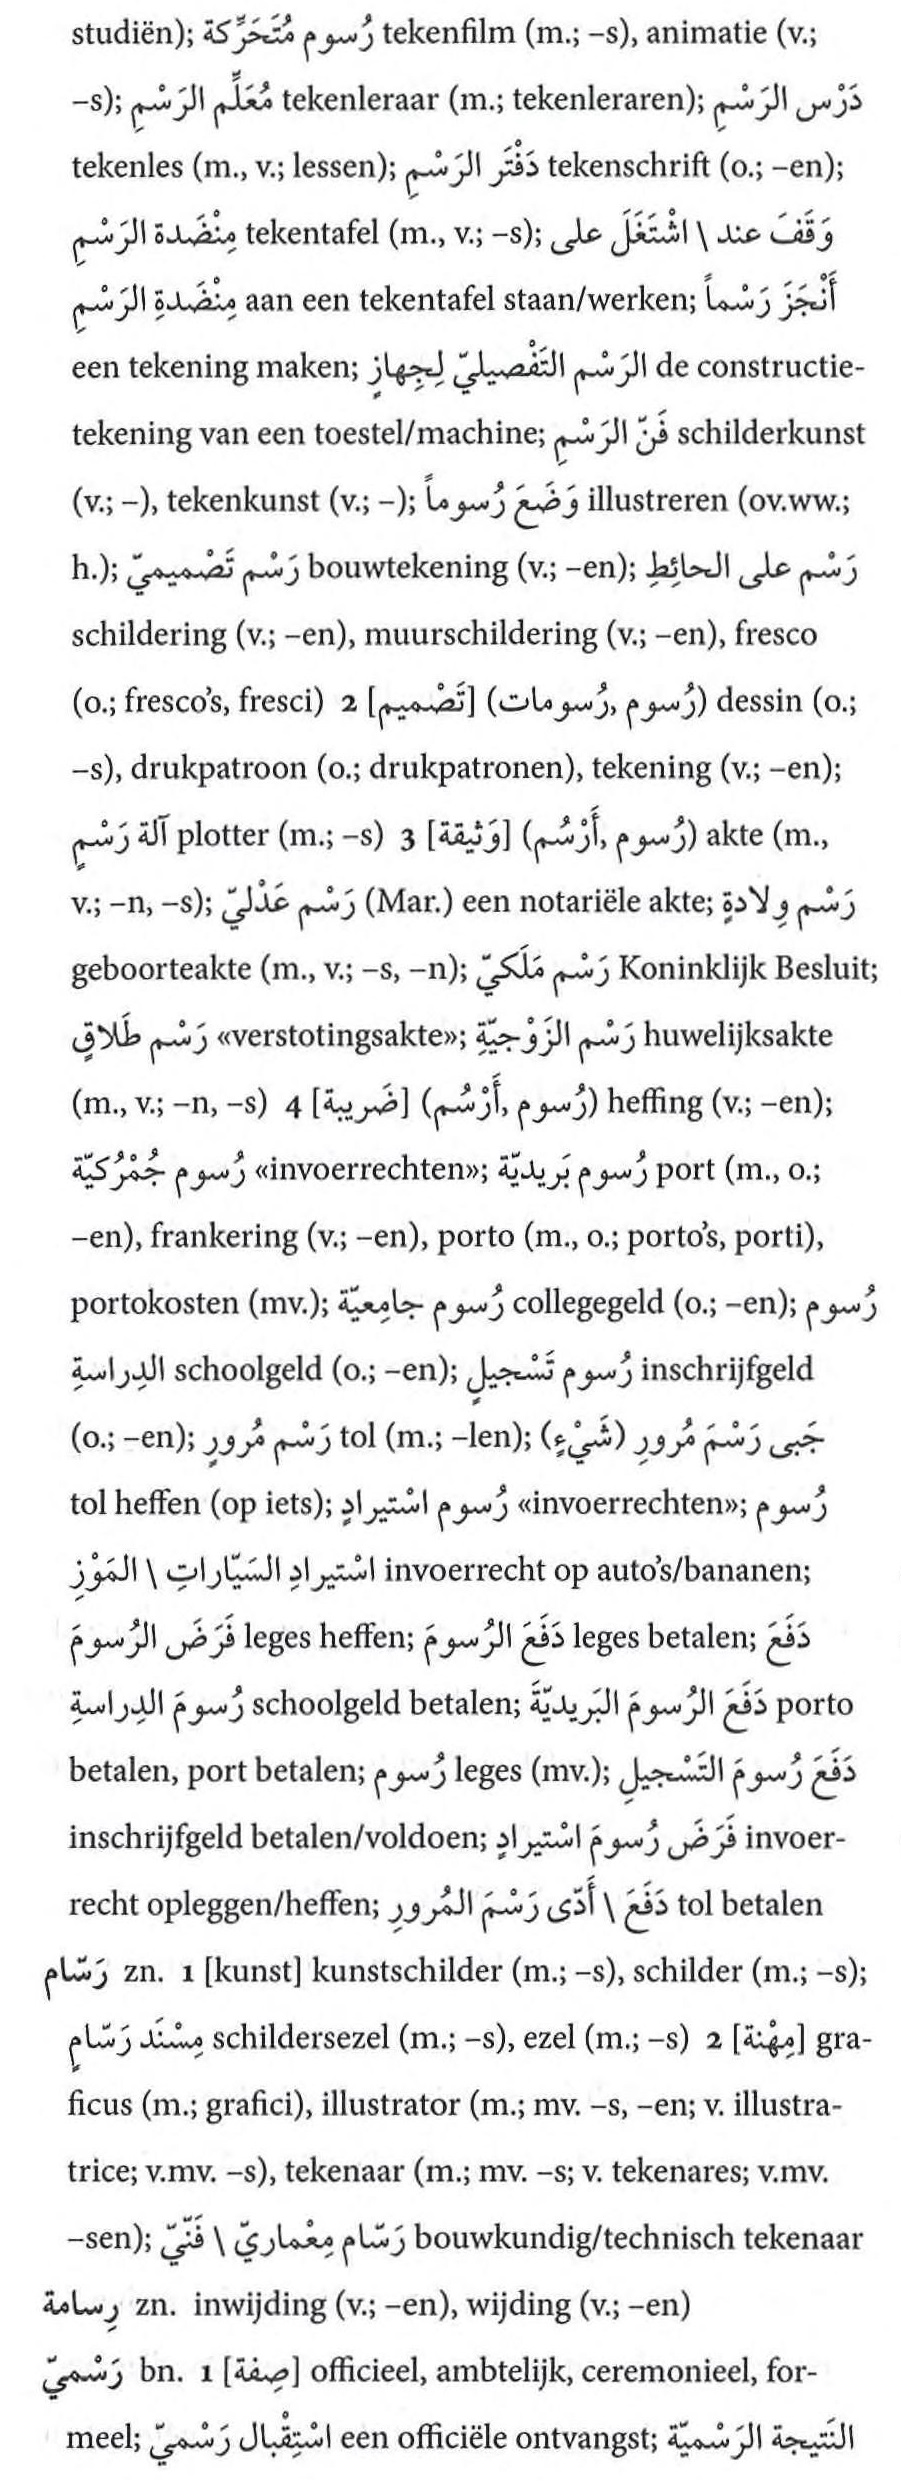 studiën); رُسوم مُتَحَرِّكة tekenfilm (m.; –s), animatie (v.;
–s); مُعَلِّم الرَسْمِ tekenleraar (m.; tekenleraren); دَرْس الرَسْمِ
tekenles (m., v.; lessen); دَفْتَر الرَسْمِ tekenschrift (o.; –en);
مِنْضَدة الرَسْمِ tekentafel (m., v.; –s); وَقَفَ عند \ اشْتَغَلَ على
مِنْضَدةِ الرَسْمِ aan een tekentafel staan/werken; أَنْجَزَ رَسْماً
een tekening maken; الرَسْم التَفْصيليّ لِجِهازٍ de constructie-
tekening van een toestel/machine; فَنّ الرَسْمِ schilderkunst
(v.; –), tekenkunst (v.; –); وَضَعَ رُسوماً illustreren (ov.ww.;
h.); رَسْم تَصْميميّ bouwtekening (v.; –en); رَسْم على الحائِطِ
schildering (v.; –en), muurschildering (v.; –en), fresco
(o.; fresco’s, fresci) 2 [تَصْميم] (رُسوم, رُسومات) dessin (o.;
–s), drukpatroon (o.; drukpatronen), tekening (v.; –en);
آلة رَسْمٍ plotter (m.; –s) 3 [وَثيقة] (رُسوم, أَرْسُم) akte (m.,
v.; –n, –s); رَسْم عَدْليّ (Mar.) een notariële akte; رَسْم وِلادةٍ
geboorteakte (m., v.; –s, –n); رَسْم مَلَكيّ Koninklijk Besluit;
رَسْم طَلاقٍ «verstotingsakte»; رَسْم الزَوْجيّةِ huwelijksakte
(m., v.; –n, –s) 4 [ضَريبة] (رُسوم, أَرْسُم) heffing (v.; –en);
رُسوم جُمْرُكيّة «invoerrechten»; رُسوم بَريديّة port (m., o.;
–en), frankering (v.; –en), porto (m., o.; porto’s, porti),
portokosten (mv.); رُسوم جامِعيّة collegegeld (o.; –en); رُسوم
الدِراسةِ schoolgeld (o.; –en); رُسوم تَسْجيلٍ inschrijfgeld
(o.; –en); رَسْم مُرورٍ tol (m.; –len); جَبى رَسْمَ مُرورِ (شَيْءٍ)
tol heffen (op iets); رُسوم اسْتيرادٍ «invoerrechten»; رُسوم
اسْتيرادِ السَيّاراتِ \ المَوْزِ invoerrecht op auto’s/bananen;
فَرَضَ الرُسومَ leges heffen; دَفَعَ الرُسومَ leges betalen; دَفَعَ
رُسومَ الدِراسةِ schoolgeld betalen; دَفَعَ الرُسومَ البَريديّةَ porto
betalen, port betalen; رُسوم leges (mv.); دَفَعَ رُسومَ التَسْجيلِ
inschrijfgeld betalen/voldoen; فَرَضَ رُسومَ اسْتيرادٍ invoer-
recht opleggen/heffen; دَفَعَ \ أَدّى رَسْمَ المُرورِ tol betalen
رَسّام zn. 1 [kunst] kunstschilder (m.; –s), schilder (m.; –s);
مِسْنَد رَسّامٍ schildersezel (m.; –s), ezel (m.; –s) 2 [مِهْنة] gra-
ficus (m.; grafici), illustrator (m.; mv. –s, –en; v. illustra-
trice; v.mv. –s), tekenaar (m.; mv. –s; v. tekenares; v.mv.
–sen); رَسّام مِعْماريّ \ فَنّيّ bouwkundig/technisch tekenaar
رِسامة zn. inwijding (v.; –en), wijding (v.; –en)
رَسْميّ bn. 1 [صِفة] officieel, ambtelijk, ceremonieel, for-
meel; اسْتِقْبال رَسْميّ een officiële ontvangst; النَتيجة الرَسْميّة